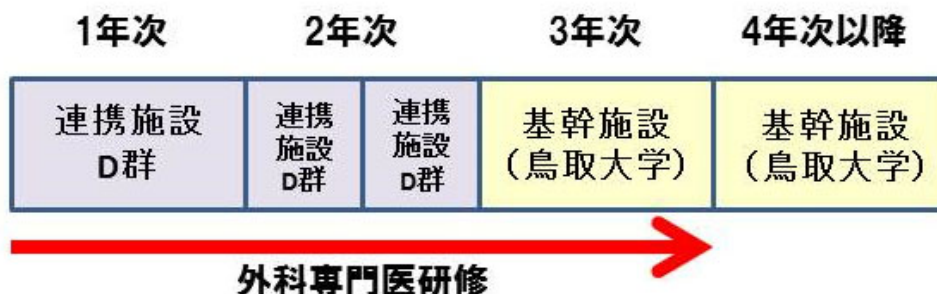 1年次 2年次 3年次 4年次以降
連携施設
D群
連携
施設
D群
連携
施設
D群
基幹施設
(鳥取大学)
基幹施設
(鳥取大学)
外科専門医研修